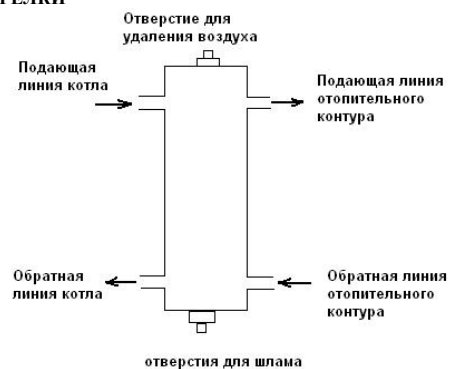 Отверстие для
удаления воздуха
Подающая
линия котла
Подающая линия
отопительного
контура
Обратная
линия котла
Обратная линия
отопительного
контура
отверстия для шлама